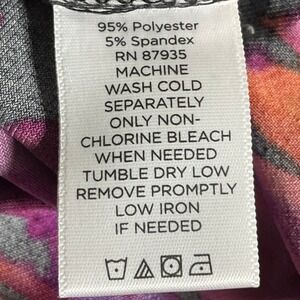 95% Polyester
5% Spandex
RN 87935
MACHINE
WASH COLD
SEPARATELY
ONLY NON-
CHLORINE BLEACH
WHEN NEEDED
TUMBLE DRY LOW
REMOVE PROMPTLY
LOW IRON
IF NEEDED